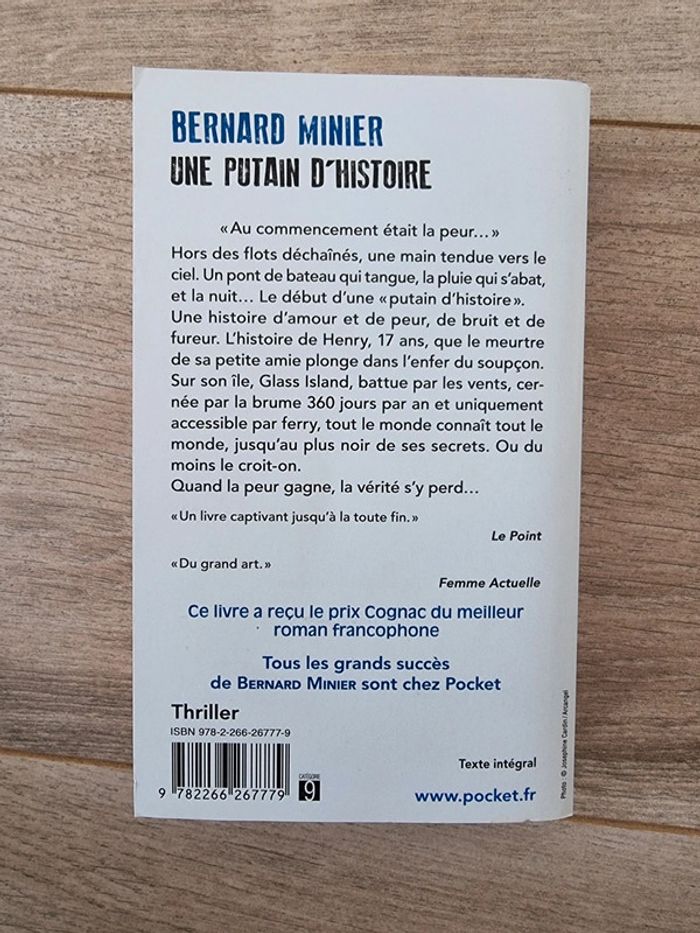 BERNARD MINIER
UNE PUTAIN D'HISTOIRE
« Au commencement était la peur... »
Hors des flots déchaînés, une main tendue vers le
ciel. Un pont de bateau qui tangue, la pluie qui s'abat,
et la nuit... Le début d'une « putain d'histoire ».
Une histoire d'amour et de peur, de bruit et de
fureur. L'histoire de Henry, 17 ans, que le meurtre
de sa petite amie plonge dans l'enfer du soupçon.
Sur son île, Glass Island, battue par les vents, cer-
née par la brume 360 jours par an et uniquement
accessible par ferry, tout le monde connaît tout le
monde, jusqu'au plus noir de ses secrets. Ou du
moins le croit-on.
Quand la peur gagne, la vérité s'y perd...
« Un livre captivant jusqu'à la toute fin. »
Le Point
« Du grand art. »
Femme Actuelle
Ce livre a reçu le prix Cognac du meilleur
roman francophone
Tous les grands succès
de BERNARD MINIER sont chez Pocket
Thriller
ISBN 978-2-266-26777-9
9 782266 267779
CATÉGORIE
9
Texte intégral
www.pocket.fr
Photo : © Josephine Cardin / Arcangel